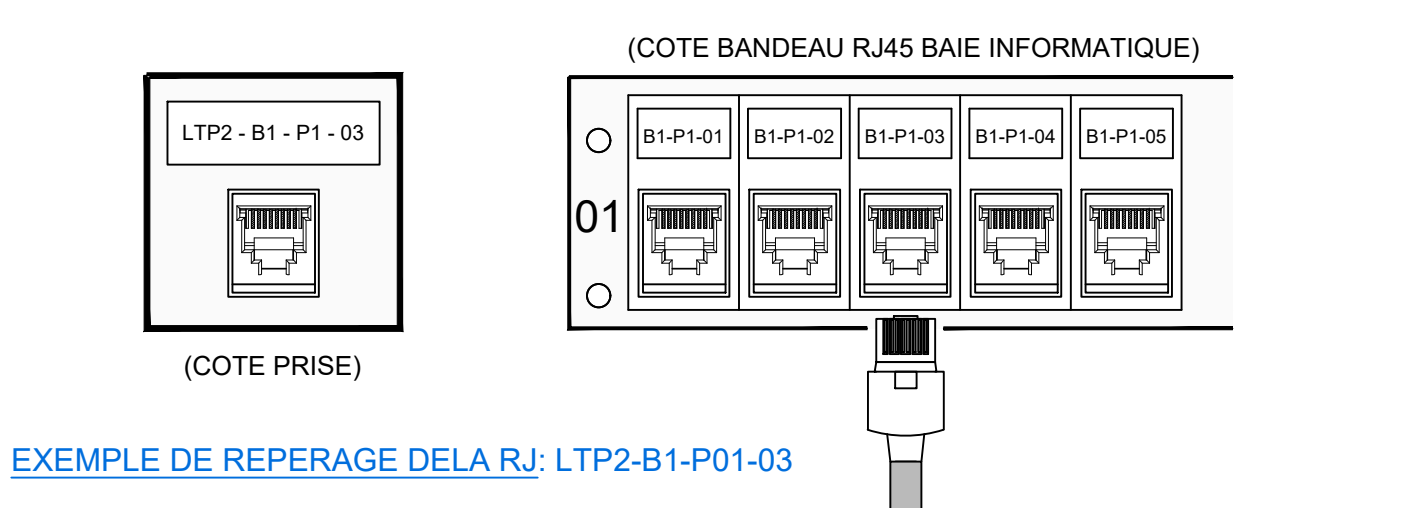 (COTE BANDEAU RJ45 BAIE INFORMATIQUE)
LTP2 - B1 - P1 - 03
B1-P1-01 B1-P1-02 B1-P1-03 B1-P1-04 B1-P1-05
01
(COTE PRISE)
EXEMPLE DE REPERAGE DELA RJ: LTP2-B1-P01-03